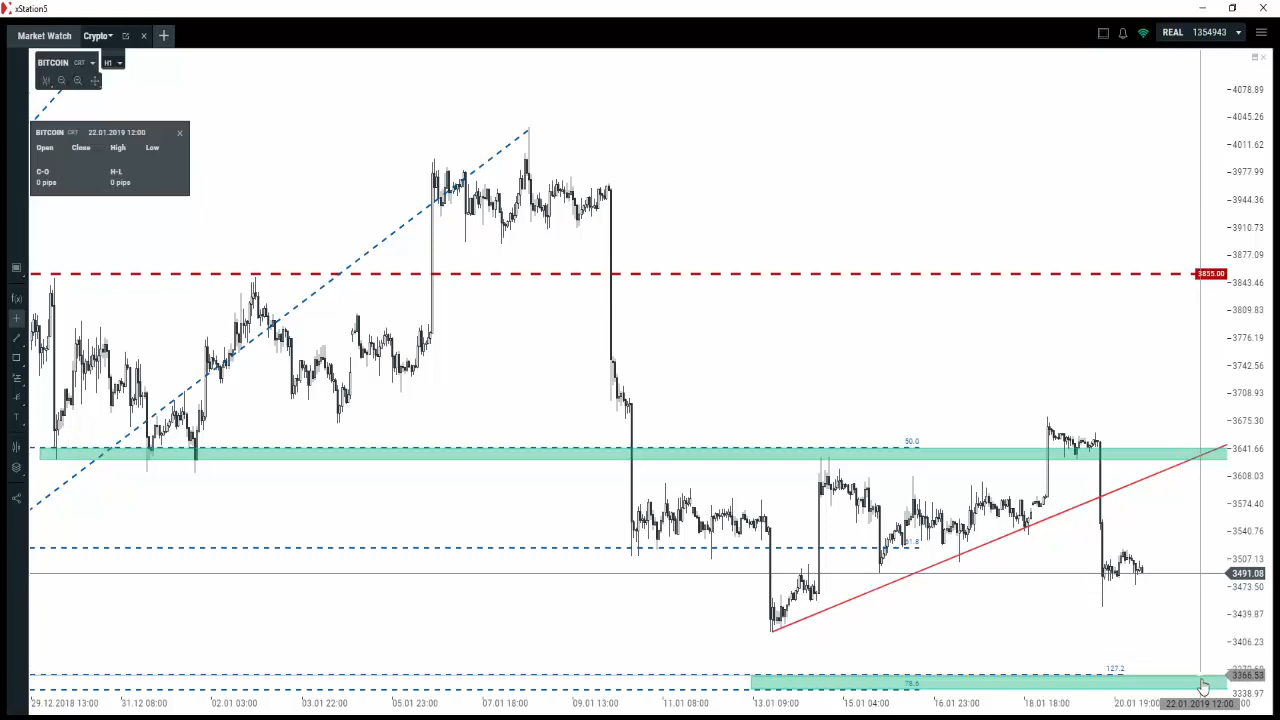 xStation5
Market Watch Crypto REAL 1354943
BITCOIN CRT H1
BITCOIN CRT 22.01.2019 12:00
Open Close High Low
C-O H-L
0 pips 0 pips
f(x)
T
4078.89
4045.26
4011.62
3977.99
3944.36
3910.73
3877.09
3855.00
3843.46
3809.83
3776.19
3742.56
3708.93
3675.30
50.0
3641.66
3608.03
3574.40
3540.76
61.8
3507.13
3491.08
3473.50
3439.87
3406.23
127.2
3366.53
78.6
3338.97
29.12.2018 13:00 31.12 08:00 02.01 03:00 03.01 22:00 05.01 23:00 07.01 18:00 09.01 13:00 11.01 08:00 13.01 09:00 15.01 04:00 16.01 23:00 18.01 18:00 20.01 19:00 22.01.2019 12:00